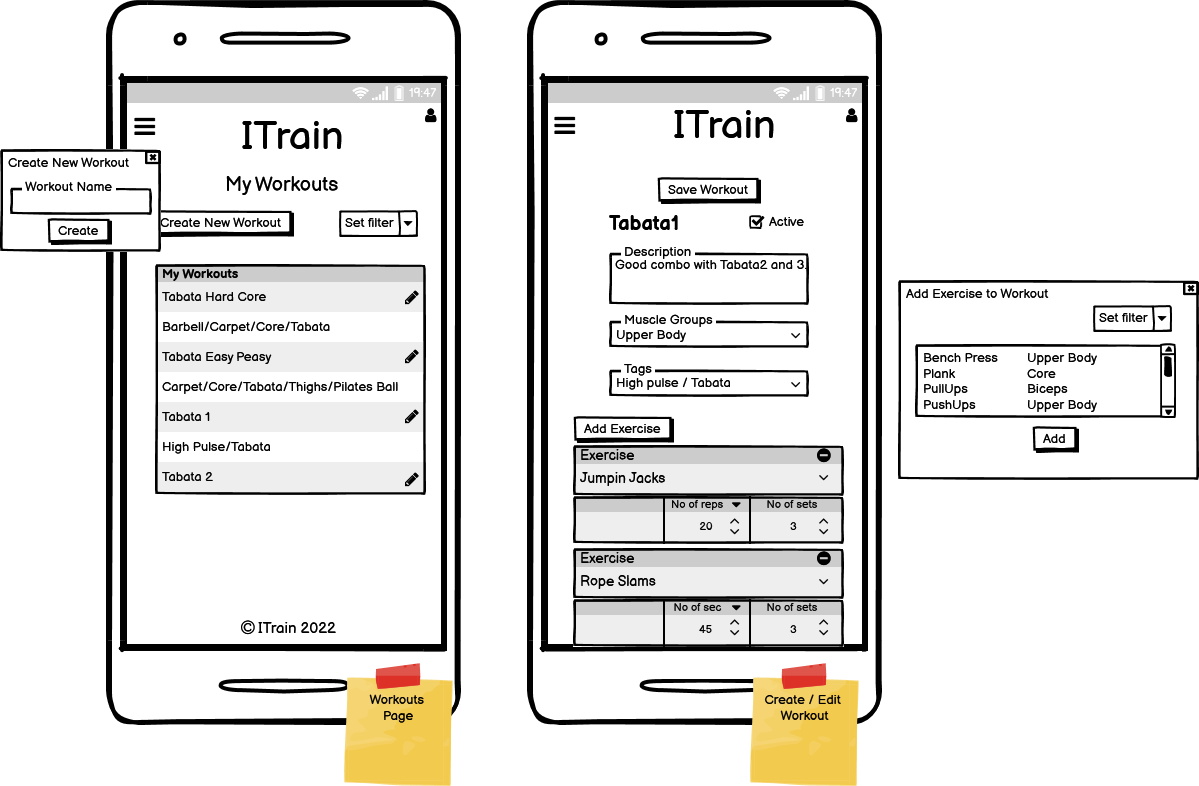 19:47
ITrain
My Workouts
Create New Workout
Workout Name
Create
Create New Workout
Set filter
My Workouts
Tabata Hard Core
Barbell/Carpet/Core/Tabata
Tabata Easy Peasy
Carpet/Core/Tabata/Thighs/Pilates Ball
Tabata 1
High Pulse/Tabata
Tabata 2
© ITrain 2022
Workouts
Page
19:47
ITrain
Save Workout
Tabata1
Active
Description
Good combo with Tabata2 and 3.
Muscle Groups
Upper Body
Tags
High pulse / Tabata
Add Exercise
Exercise
Jumpin Jacks
No of reps No of sets
20 3
Exercise
Rope Slams
No of sec No of sets
45 3
Create / Edit
Workout
Add Exercise to Workout
Set filter
Bench Press Upper Body
Plank Core
PullUps Biceps
PushUps Upper Body
Add